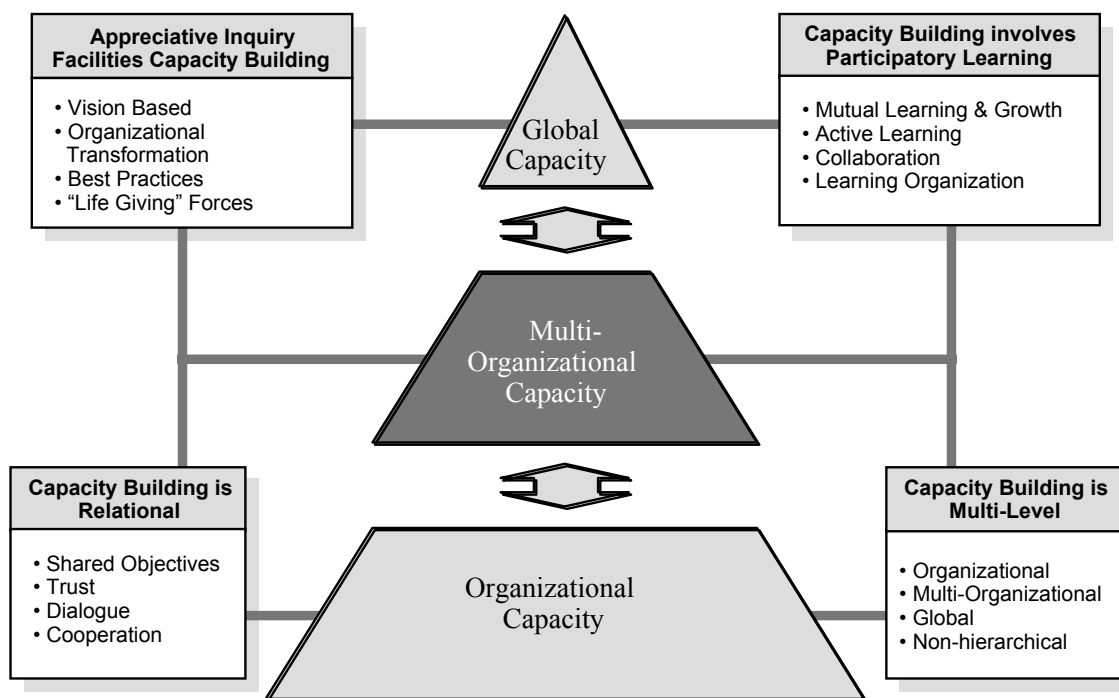 Appreciative Inquiry
Facilities Capacity Building
• Vision Based
• Organizational
Transformation
• Best Practices
• “Life Giving” Forces
Global
Capacity
Capacity Building involves
Participatory Learning
• Mutual Learning & Growth
• Active Learning
• Collaboration
• Learning Organization
Multi-
Organizational
Capacity
Capacity Building is
Relational
• Shared Objectives
• Trust
• Dialogue
• Cooperation
Organizational
Capacity
Capacity Building is
Multi-Level
• Organizational
• Multi-Organizational
• Global
• Non-hierarchical